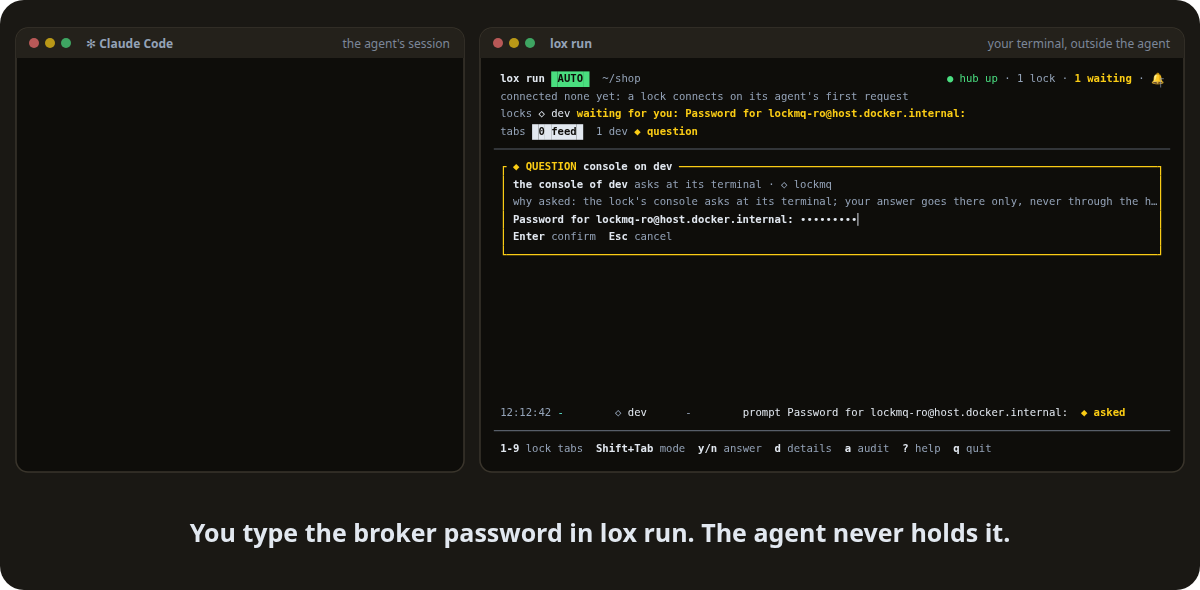 ✻ Claude Code the agent's session
lox run your terminal, outside the agent
lox run AUTO ~/shop ● hub up · 1 lock · 1 waiting · 🔔
connected none yet: a lock connects on its agent's first request
locks ◇ dev waiting for you: Password for lockmq-ro@host.docker.internal:
tabs 0 feed 1 dev ◆ question
◆ QUESTION console on dev
the console of dev asks at its terminal · ◇ lockmq
why asked: the lock's console asks at its terminal; your answer goes there only, never through the h…
Password for lockmq-ro@host.docker.internal: •••••••••
Enter confirm Esc cancel
12:12:42 - ◇ dev - prompt Password for lockmq-ro@host.docker.internal: ◆ asked
1-9 lock tabs Shift+Tab mode y/n answer d details a audit ? help q quit
You type the broker password in lox run. The agent never holds it.